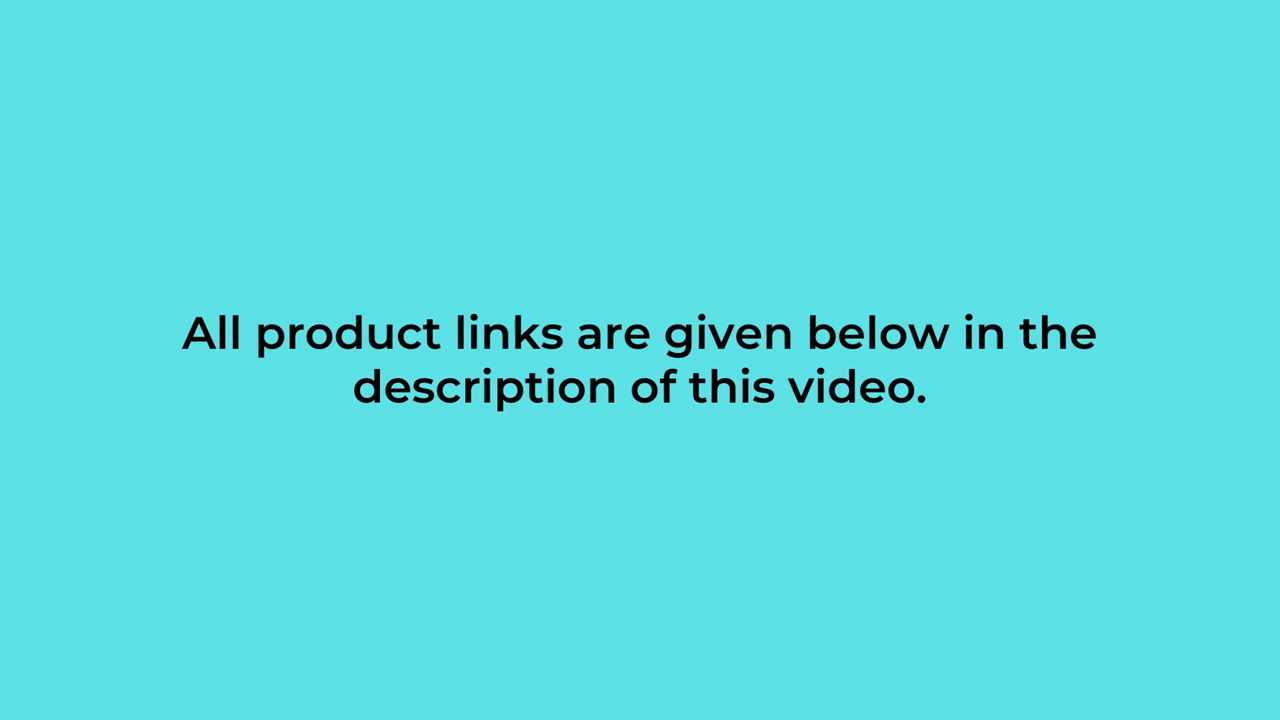 All product links are given below in the
description of this video.